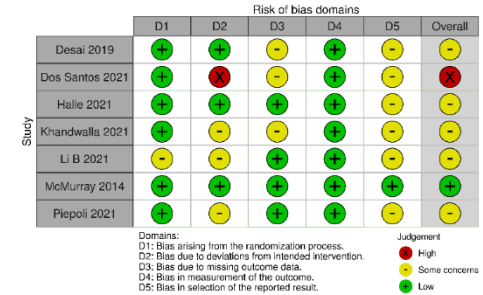 Risk of bias domains
D1 D2 D3 D4 D5 Overall
Study
Desai 2019 + + - + - -
Dos Santos 2021 + X - + - X
Halle 2021 + + + + - -
Khandwalla 2021 + - - + - -
Li B 2021 - - + + - -
McMurray 2014 + + + + + +
Piepoli 2021 + - + + - -
Domains:
D1: Bias arising from the randomization process.
D2: Bias due to deviations from intended intervention.
D3: Bias due to missing outcome data.
D4: Bias in measurement of the outcome.
D5: Bias in selection of the reported result.
Judgement
X High
- Some concerns
+ Low